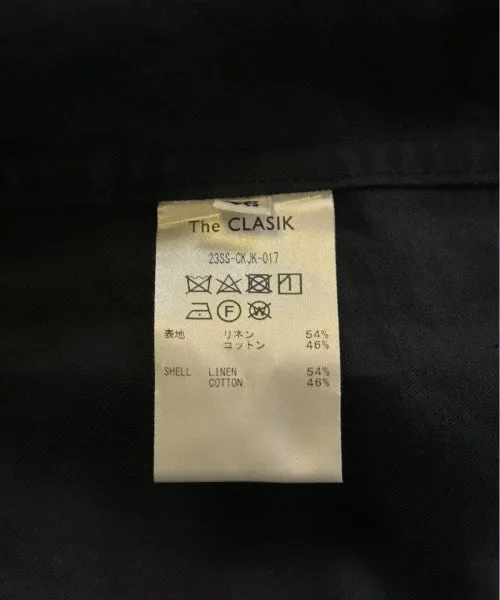 The CLASIK
23SS-CKJK-017
F W
表地 リネン 54%
コットン 46%
SHELL LINEN 54%
COTTON 46%